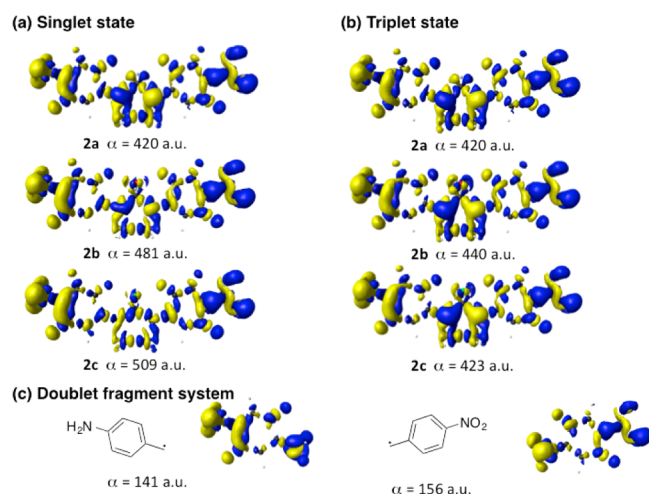 (a) Singlet state
(b) Triplet state
2a α = 420 a.u.
2a α = 420 a.u.
2b α = 481 a.u.
2b α = 440 a.u.
2c α = 509 a.u.
2c α = 423 a.u.
(c) Doublet fragment system
H₂N
NO₂
α = 141 a.u.
α = 156 a.u.